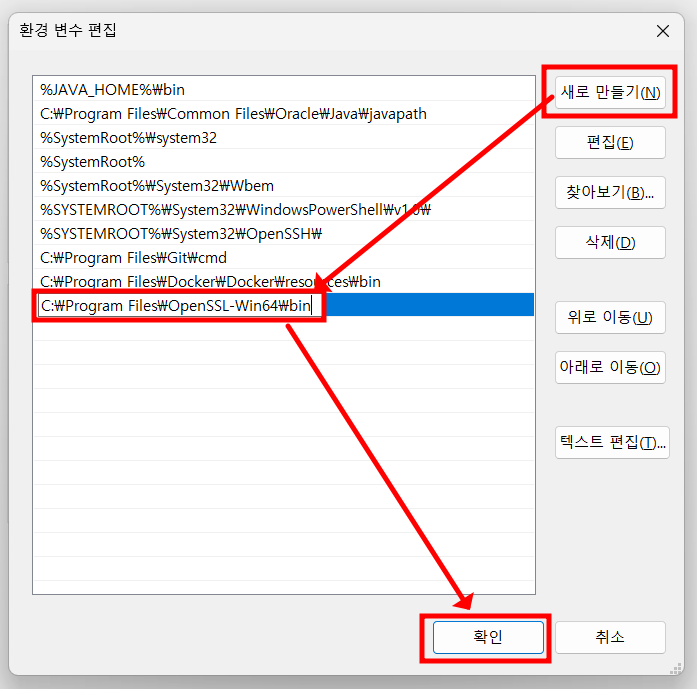 환경 변수 편집
%JAVA_HOME%₩bin
C:₩Program Files₩Common Files₩Oracle₩Java₩javapath
%SystemRoot%₩system32
%SystemRoot%
%SystemRoot%₩System32₩Wbem
%SYSTEMROOT%₩System32₩WindowsPowerShell₩v1.0₩
%SYSTEMROOT%₩System32₩OpenSSH₩
C:₩Program Files₩Git₩cmd
C:₩Program Files₩Docker₩Docker₩resources₩bin
C:₩Program Files₩OpenSSL-Win64₩bin
새로 만들기(N)
편집(E)
찾아보기(B)...
삭제(D)
위로 이동(U)
아래로 이동(O)
텍스트 편집(T)...
확인
취소